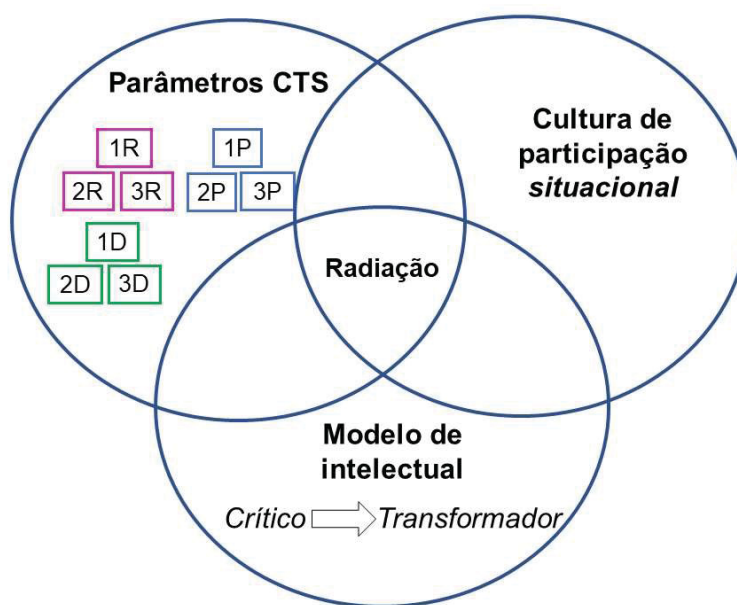 Parâmetros CTS
1R
2R 3R
1P
2P 3P
1D
2D 3D
Cultura de
participação
situacional
Radiação
Modelo de
intelectual
Crítico Transformador